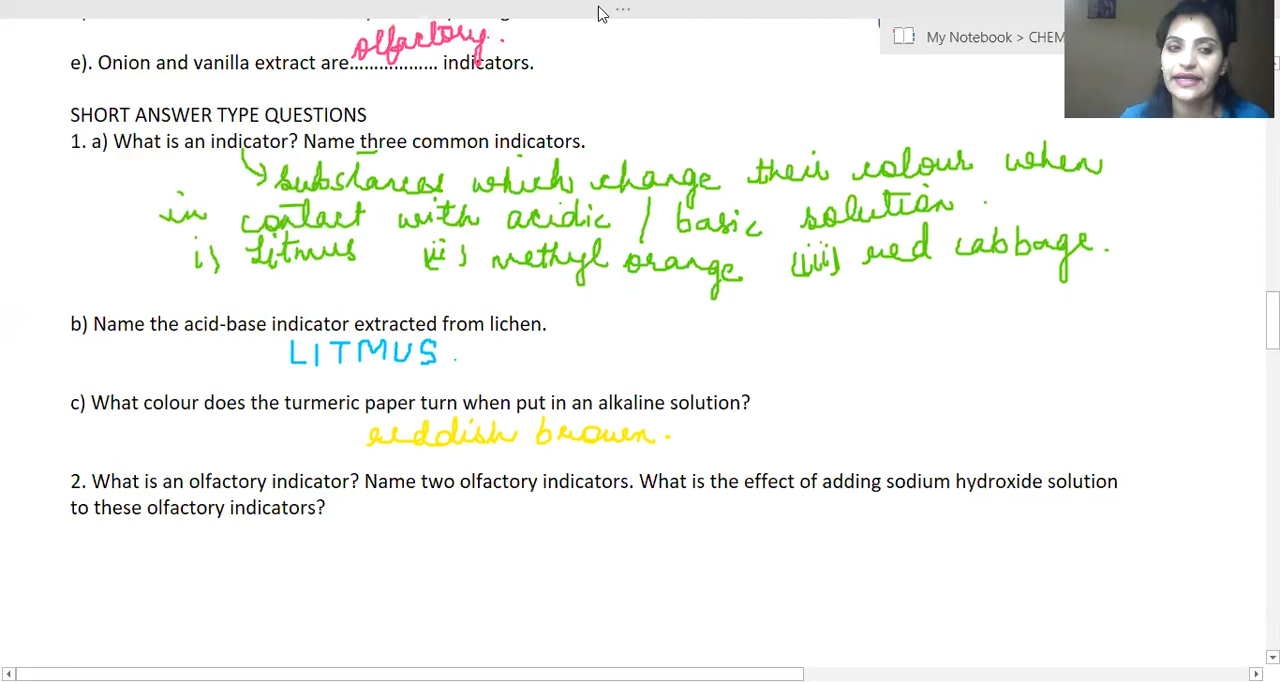 olfactory.
e). Onion and vanilla extract are................. indicators.
My Notebook > CHEM
SHORT ANSWER TYPE QUESTIONS
1. a) What is an indicator? Name three common indicators.
substances which change their colour when
in contact with acidic / basic solution.
i) Litmus (ii) methyl orange (iii) red cabbage.
b) Name the acid-base indicator extracted from lichen.
LITMUS.
c) What colour does the turmeric paper turn when put in an alkaline solution?
reddish brown.
2. What is an olfactory indicator? Name two olfactory indicators. What is the effect of adding sodium hydroxide solution
to these olfactory indicators?